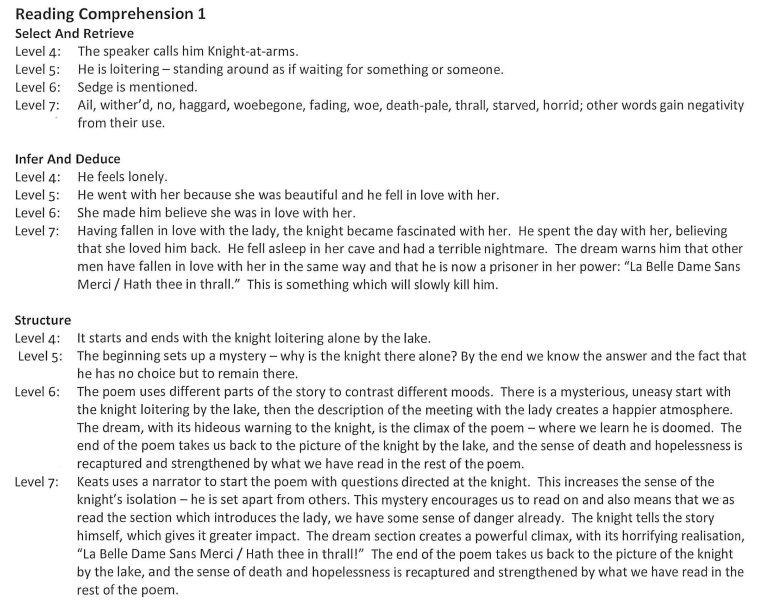 Reading Comprehension 1
Select And Retrieve
Level 4: The speaker calls him Knight-at-arms.
Level 5: He is loitering – standing around as if waiting for something or someone.
Level 6: Sedge is mentioned.
Level 7: Ail, wither'd, no, haggard, woebegone, fading, woe, death-pale, thrall, starved, horrid; other words gain negativity
from their use.
Infer And Deduce
Level 4: He feels lonely.
Level 5: He went with her because she was beautiful and he fell in love with her.
Level 6: She made him believe she was in love with her.
Level 7: Having fallen in love with the lady, the knight became fascinated with her. He spent the day with her, believing
that she loved him back. He fell asleep in her cave and had a terrible nightmare. The dream warns him that other
men have fallen in love with her in the same way and that he is now a prisoner in her power: “La Belle Dame Sans
Merci / Hath thee in thrall.” This is something which will slowly kill him.
Structure
Level 4: It starts and ends with the knight loitering alone by the lake.
Level 5: The beginning sets up a mystery – why is the knight there alone? By the end we know the answer and the fact that
he has no choice but to remain there.
Level 6: The poem uses different parts of the story to contrast different moods. There is a mysterious, uneasy start with
the knight loitering by the lake, then the description of the meeting with the lady creates a happier atmosphere.
The dream, with its hideous warning to the knight, is the climax of the poem – where we learn he is doomed. The
end of the poem takes us back to the picture of the knight by the lake, and the sense of death and hopelessness is
recaptured and strengthened by what we have read in the rest of the poem.
Level 7: Keats uses a narrator to start the poem with questions directed at the knight. This increases the sense of the
knight's isolation – he is set apart from others. This mystery encourages us to read on and also means that we as
read the section which introduces the lady, we have some sense of danger already. The knight tells the story
himself, which gives it greater impact. The dream section creates a powerful climax, with its horrifying realisation,
“La Belle Dame Sans Merci / Hath thee in thrall!” The end of the poem takes us back to the picture of the knight
by the lake, and the sense of death and hopelessness is recaptured and strengthened by what we have read in the
rest of the poem.